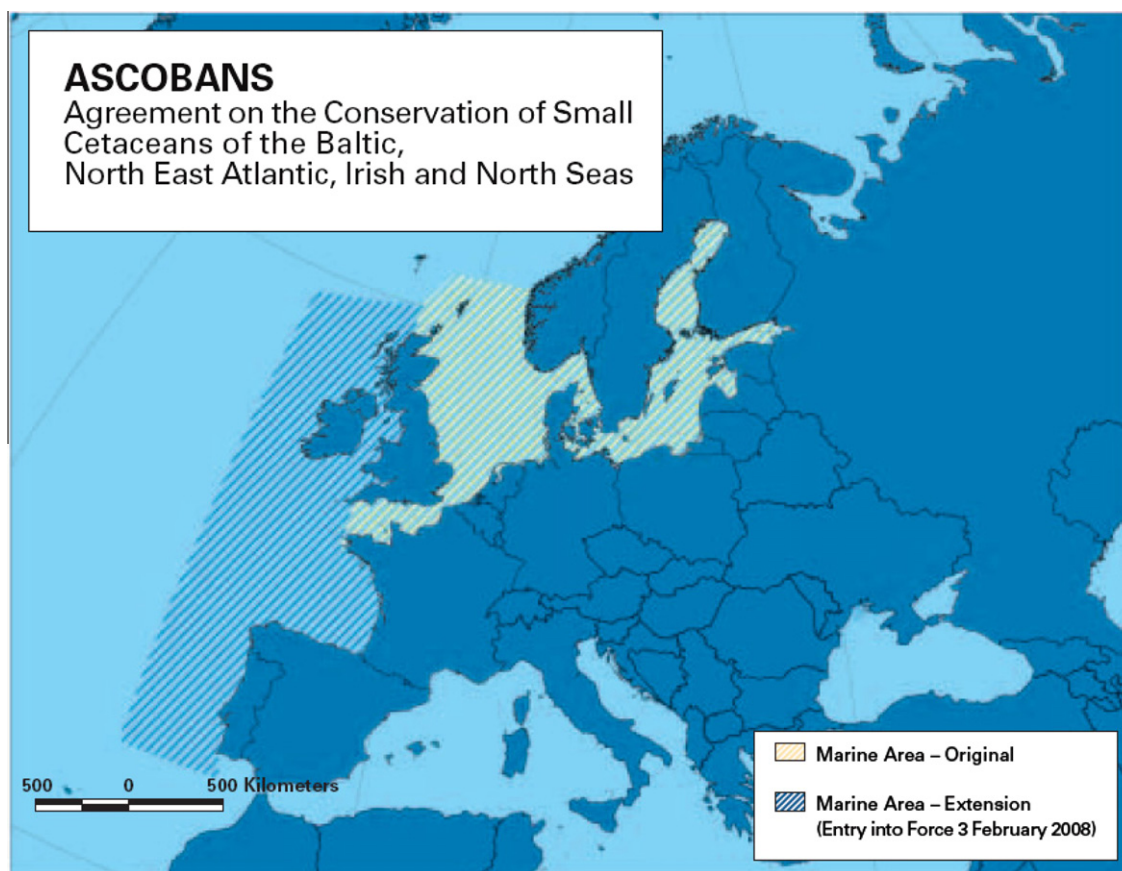 ASCOBANS
Agreement on the Conservation of Small
Cetaceans of the Baltic,
North East Atlantic, Irish and North Seas
500 0 500 Kilometers
Marine Area – Original
Marine Area – Extension
(Entry into Force 3 February 2008)